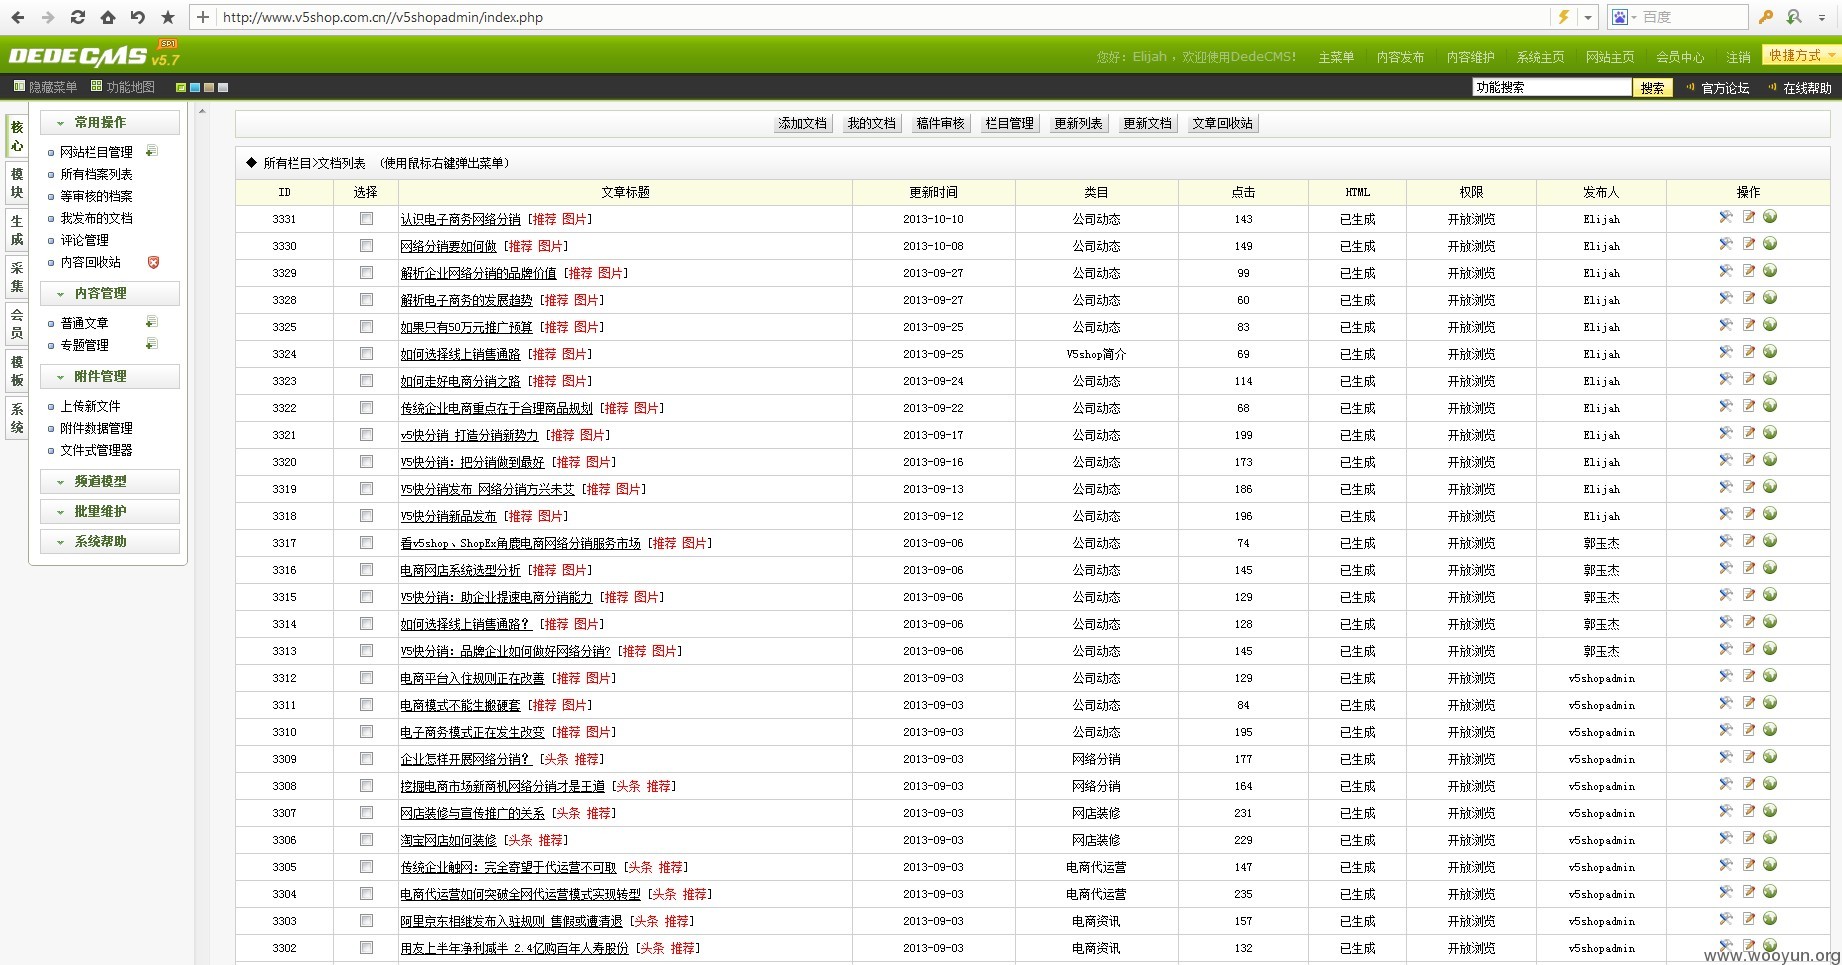 http://www.v5shop.com.cn//v5shopadmin/index.php 百度
DEDECMS v5.7 SP1 您好: Elijah ，欢迎使用DedeCMS! 主菜单 内容发布 内容维护 系统主页 网站主页 会员中心 注销 快捷方式
隐藏菜单 功能地图 功能搜索 搜索 官方论坛 在线帮助
核心
模块
生成
采集
会员
模板
系统
常用操作
网站栏目管理
所有档案列表
等审核的档案
我发布的文档
评论管理
内容回收站
内容管理
普通文章
专题管理
附件管理
上传新文件
附件数据管理
文件式管理器
频道模型
批量维护
系统帮助
添加文档 我的文档 稿件审核 栏目管理 更新列表 更新文档 文章回收站
◆ 所有栏目>文档列表 （使用鼠标右键弹出菜单）
ID 选择 文章标题 更新时间 类目 点击 HTML 权限 发布人 操作
3331 认识电子商务网络分销 [推荐 图片] 2013-10-10 公司动态 143 已生成 开放浏览 Elijah
3330 网络分销要如何做 [推荐 图片] 2013-10-08 公司动态 149 已生成 开放浏览 Elijah
3329 解析企业网络分销的品牌价值 [推荐 图片] 2013-09-27 公司动态 99 已生成 开放浏览 Elijah
3328 解析电子商务的发展趋势 [推荐 图片] 2013-09-27 公司动态 60 已生成 开放浏览 Elijah
3325 如果只有50万元推广预算 [推荐 图片] 2013-09-25 公司动态 83 已生成 开放浏览 Elijah
3324 如何选择线上销售通路 [推荐 图片] 2013-09-25 V5shop简介 69 已生成 开放浏览 Elijah
3323 如何走好电商分销之路 [推荐 图片] 2013-09-24 公司动态 114 已生成 开放浏览 Elijah
3322 传统企业电商重点在于合理商品规划 [推荐 图片] 2013-09-22 公司动态 68 已生成 开放浏览 Elijah
3321 v5快分销 打造分销新势力 [推荐 图片] 2013-09-17 公司动态 199 已生成 开放浏览 Elijah
3320 V5快分销：把分销做到最好 [推荐 图片] 2013-09-16 公司动态 173 已生成 开放浏览 Elijah
3319 V5快分销发布 网络分销方兴未艾 [推荐 图片] 2013-09-13 公司动态 186 已生成 开放浏览 Elijah
3318 V5快分销新品发布 [推荐 图片] 2013-09-12 公司动态 196 已生成 开放浏览 Elijah
3317 看v5shop、ShopEx角鹿电商网络分销服务市场 [推荐 图片] 2013-09-06 公司动态 74 已生成 开放浏览 郭玉杰
3316 电商网店系统选型分析 [推荐 图片] 2013-09-06 公司动态 145 已生成 开放浏览 郭玉杰
3315 V5快分销：助企业提速电商分销能力 [推荐 图片] 2013-09-06 公司动态 129 已生成 开放浏览 郭玉杰
3314 如何选择线上销售通路？ [推荐 图片] 2013-09-06 公司动态 128 已生成 开放浏览 郭玉杰
3313 V5快分销：品牌企业如何做好网络分销? [推荐 图片] 2013-09-06 公司动态 145 已生成 开放浏览 郭玉杰
3312 电商平台入住规则正在改善 [推荐 图片] 2013-09-03 公司动态 129 已生成 开放浏览 v5shopadmin
3311 电商模式不能生搬硬套 [推荐 图片] 2013-09-03 公司动态 84 已生成 开放浏览 v5shopadmin
3310 电子商务模式正在发生改变 [推荐 图片] 2013-09-03 公司动态 195 已生成 开放浏览 v5shopadmin
3309 企业怎样开展网络分销？ [头条 推荐] 2013-09-03 网络分销 177 已生成 开放浏览 v5shopadmin
3308 挖掘电商市场新商机网络分销才是王道 [头条 推荐] 2013-09-03 网络分销 164 已生成 开放浏览 v5shopadmin
3307 网店装修与宣传推广的关系 [头条 推荐] 2013-09-03 网店装修 231 已生成 开放浏览 v5shopadmin
3306 淘宝网店如何装修 [头条 推荐] 2013-09-03 网店装修 229 已生成 开放浏览 v5shopadmin
3305 传统企业触网：完全寄望于代运营不可取 [头条 推荐] 2013-09-03 电商代运营 147 已生成 开放浏览 v5shopadmin
3304 电商代运营如何突破全网代运营模式实现转型 [头条 推荐] 2013-09-03 电商代运营 235 已生成 开放浏览 v5shopadmin
3303 阿里京东相继发布入驻规则 售假或遭清退 [头条 推荐] 2013-09-03 电商资讯 157 已生成 开放浏览 v5shopadmin
3302 用友上半年净利减半 2.4亿购百年人寿股份 [头条 推荐] 2013-09-03 电商资讯 132 已生成 开放浏览 v5shopadmin
www.wooyun.org